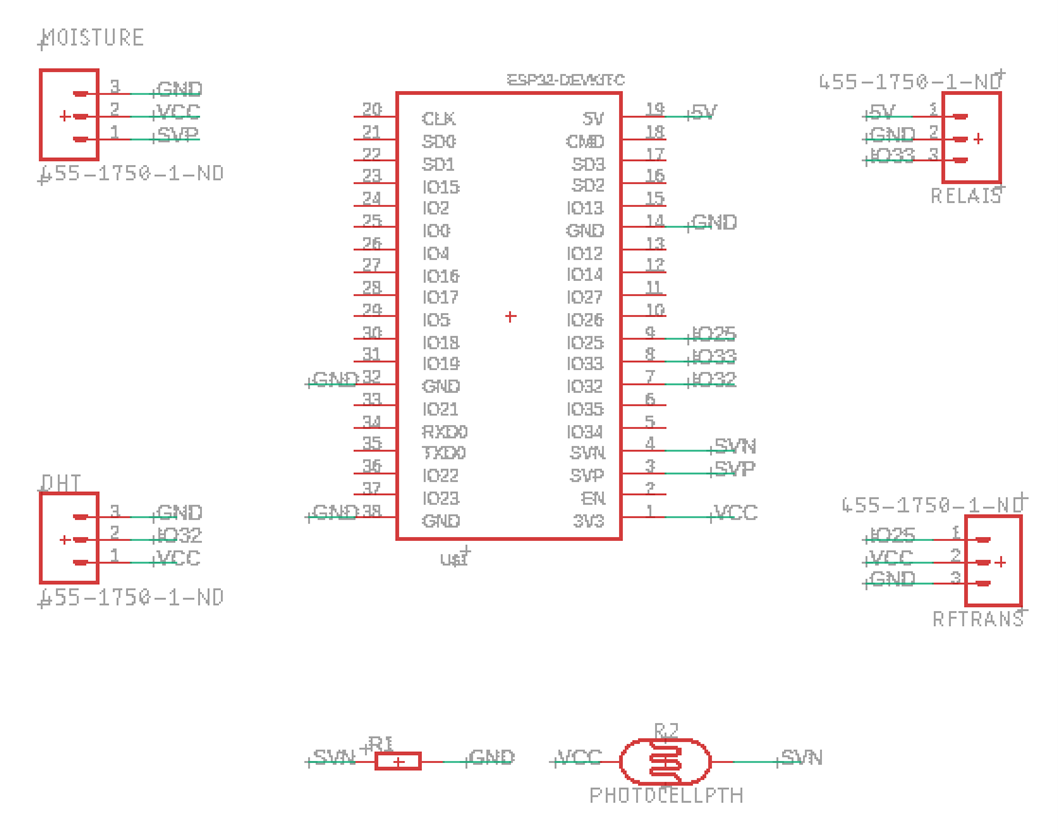 MOISTURE
3 GND
2 VCC
1 SVP
455-1750-1-ND
ESP32-DEVKITC
20 CLK 5V 19 5V
21 SD0 CMD 18
22 SD1 SD3 17
23 IO15 SD2 16
24 IO2 IO13 15
25 IO0 GND 14 GND
26 IO4 IO12 13
27 IO16 IO14 12
28 IO17 IO27 11
29 IO5 IO26 10
30 IO18 IO25 9 IO25
31 IO19 IO33 8 IO33
GND 32 GND IO32 7 IO32
33 IO21 IO35 6
34 RXD0 IO34 5
35 TXD0 SVN 4 SVN
36 IO22 SVP 3 SVP
37 IO23 EN 2
GND 38 GND 3V3 1 VCC
455-1750-1-ND
5V 1
GND 2
IO33 3
RELAIS
DHT
3 GND
2 IO32
1 VCC
455-1750-1-ND
455-1750-1-ND
IO25 1
VCC 2
GND 3
RFTRANS
R1
SVN GND
R2
VCC SVN
PHOTOCELLPTH